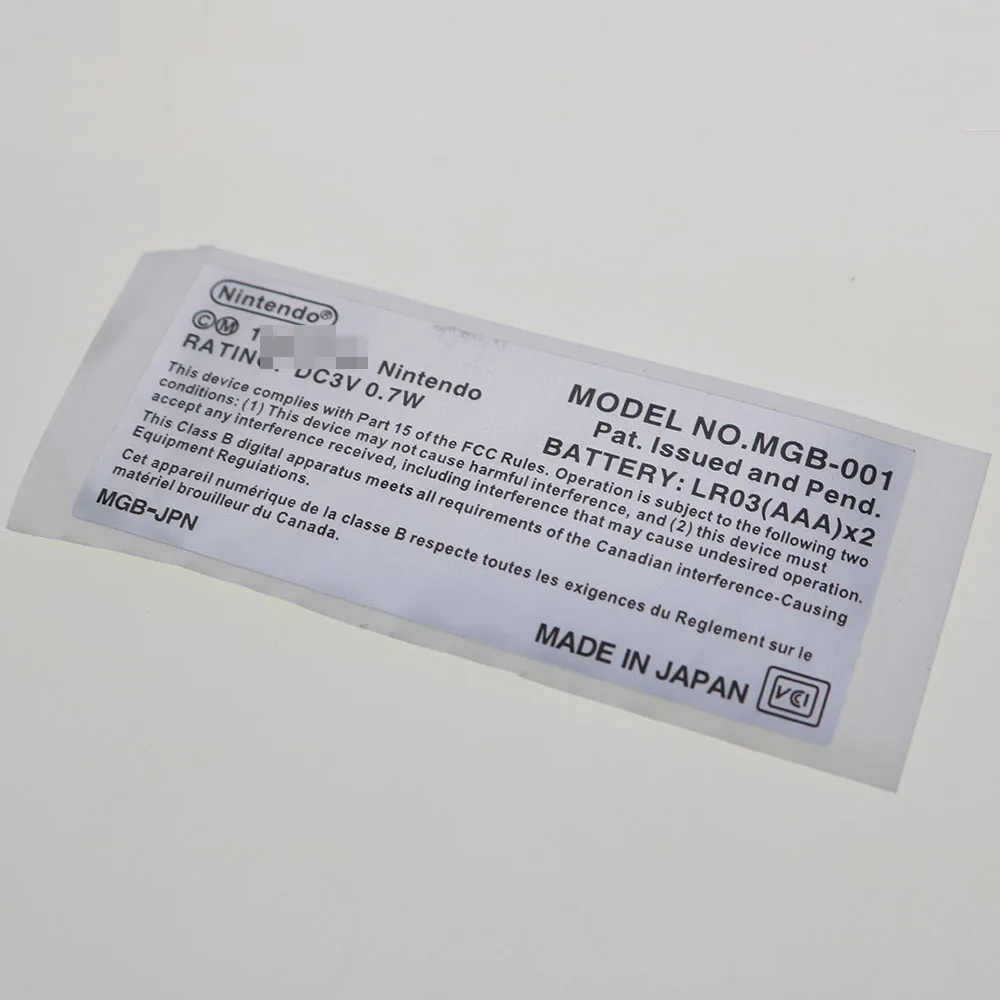 Nintendo®
ⒸⓂ 1 Nintendo
RATING: DC3V 0.7W
MODEL NO.MGB-001
Pat. Issued and Pend.
BATTERY: LR03(AAA)x2
This device complies with Part 15 of the FCC Rules. Operation is subject to the following two
conditions: (1) This device may not cause harmful interference, and (2) this device must
accept any interference received, including interference that may cause undesired operation.
This Class B digital apparatus meets all requirements of the Canadian interference-Causing
Equipment Reguiations.
Cet appareil numérique de la classe B respecte toutes les exigences du Reglement sur le
matériel brouilleur du Canada.
MGB-JPN
MADE IN JAPAN
VCI